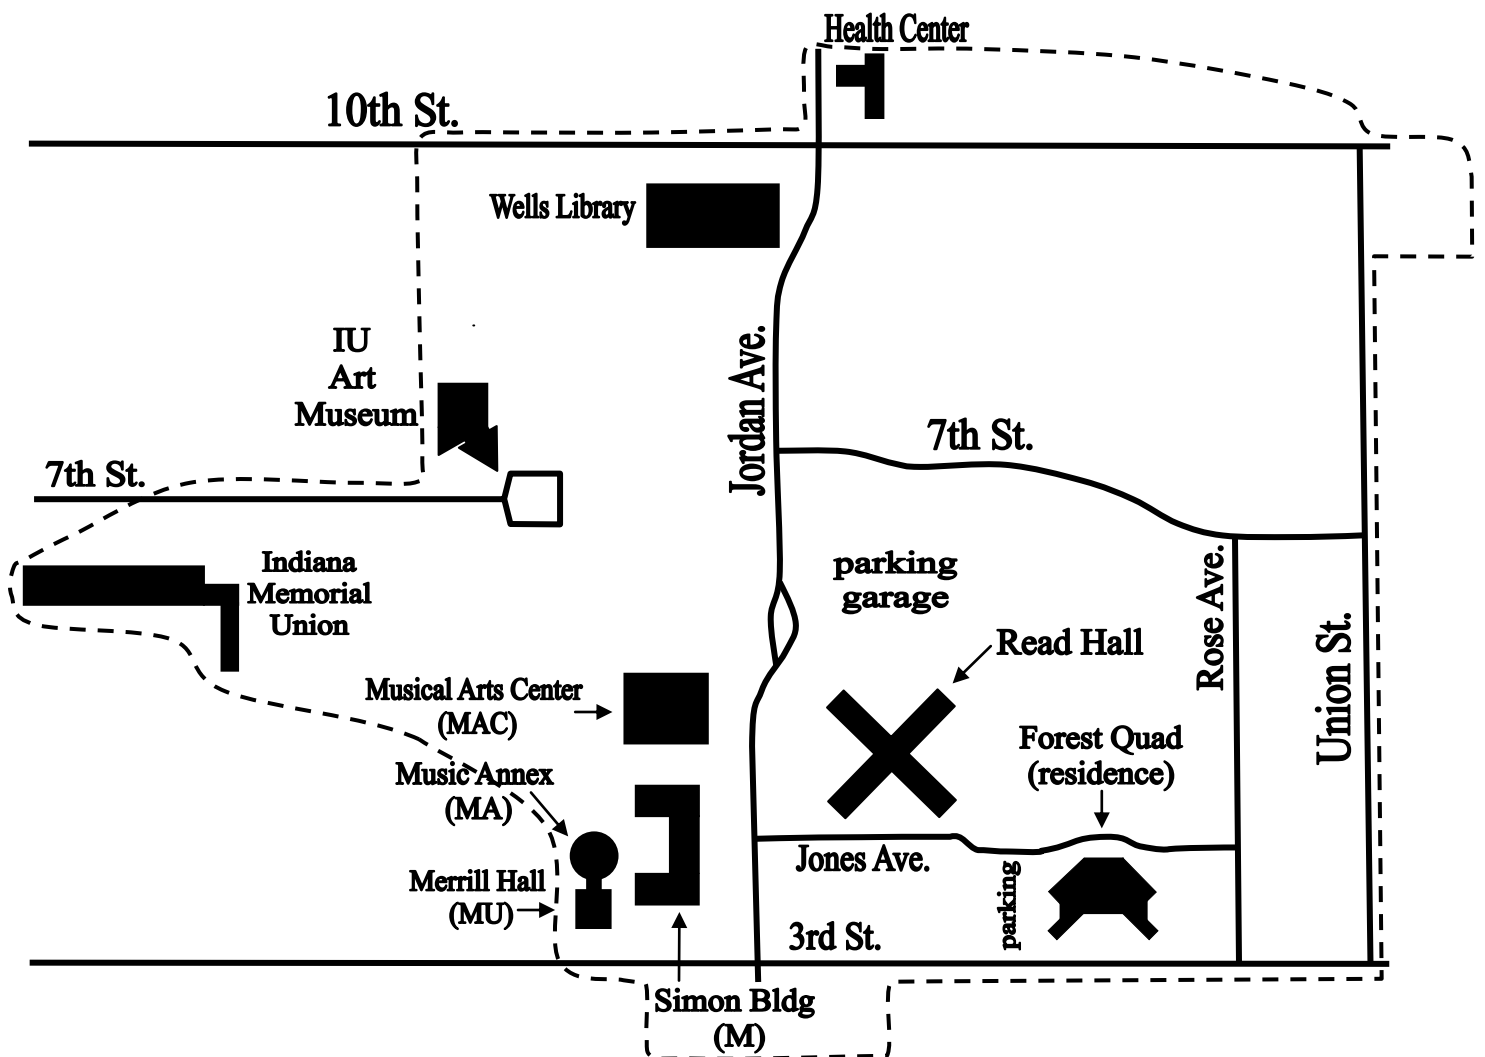 Health Center
10th St.
Wells Library
IU
Art
Museum
Jordan Ave.
7th St.
7th St.
Indiana
Memorial
Union
parking
garage
Rose Ave.
Union St.
Read Hall
Musical Arts Center
(MAC)
Forest Quad
(residence)
Music Annex
(MA)
Jones Ave.
parking
Merrill Hall
(MU)
3rd St.
Simon Bldg
(M)